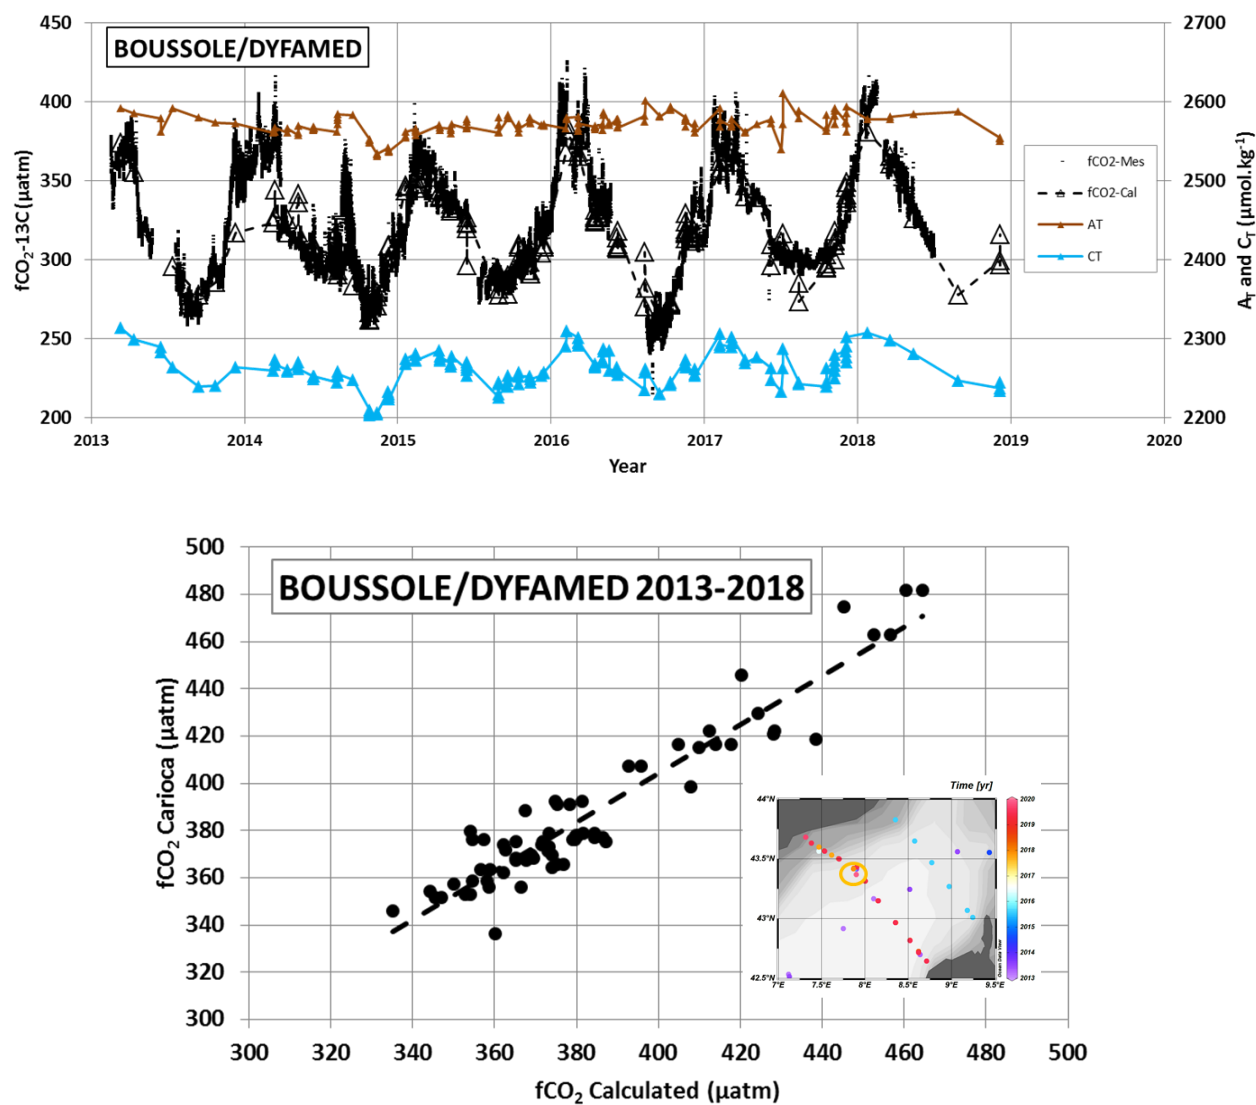 BOUSSOLE/DYFAMED
fCO2-13C (µatm)
450
400
350
300
250
200
2700
2600
2500
2400
2300
2200
AT and CT (µmol.kg-1)
fCO2-Mes
fCO2-Cal
AT
CT
2013 2014 2015 2016 2017 2018 2019 2020
Year
BOUSSOLE/DYFAMED 2013-2018
fCO2 Carioca (µatm)
500
480
460
440
420
400
380
360
340
320
300
300 320 340 360 380 400 420 440 460 480 500
fCO2 Calculated (µatm)
Time [yr]
44°N
43.5°N
43°N
42.5°N
7°E 7.5°E 8°E 8.5°E 9°E 9.5°E
2020
2019
2018
2017
2016
2015
2014
2013
Ocean Data View